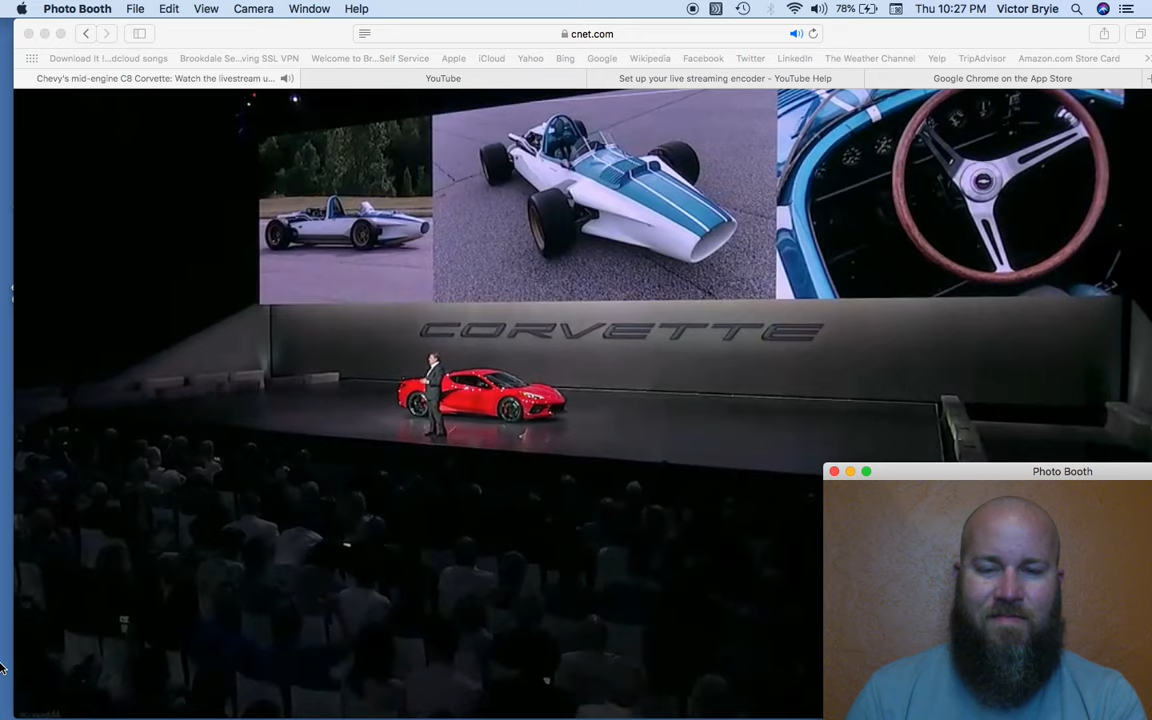 Photo Booth File Edit View Camera Window Help 78% Thu 10:27 PM Victor Bryie
cnet.com
Download It !...dcloud songs Brookdale Se...ving SSL VPN Welcome to Br...Self Service Apple iCloud Yahoo Bing Google Wikipedia Facebook Twitter LinkedIn The Weather Channel Yelp TripAdvisor Amazon.com Store Card
Chevy's mid-engine C8 Corvette: Watch the livestream u... YouTube Set up your live streaming encoder - YouTube Help Google Chrome on the App Store
CORVETTE
Photo Booth